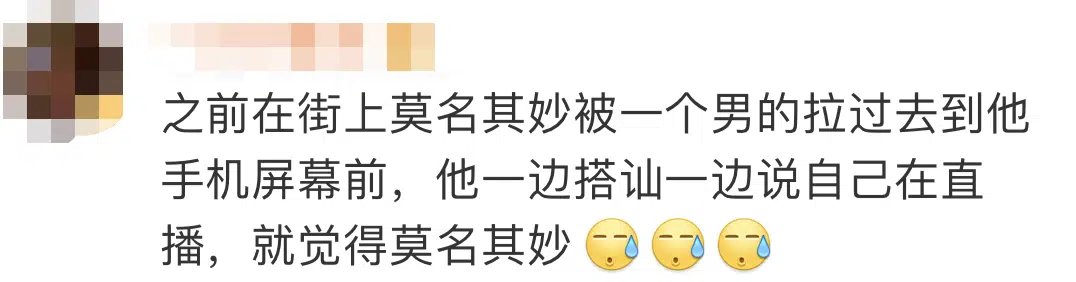 之前在街上莫名其妙被一个男的拉过去到他
手机屏幕前，他一边搭讪一边说自己在直
播，就觉得莫名其妙